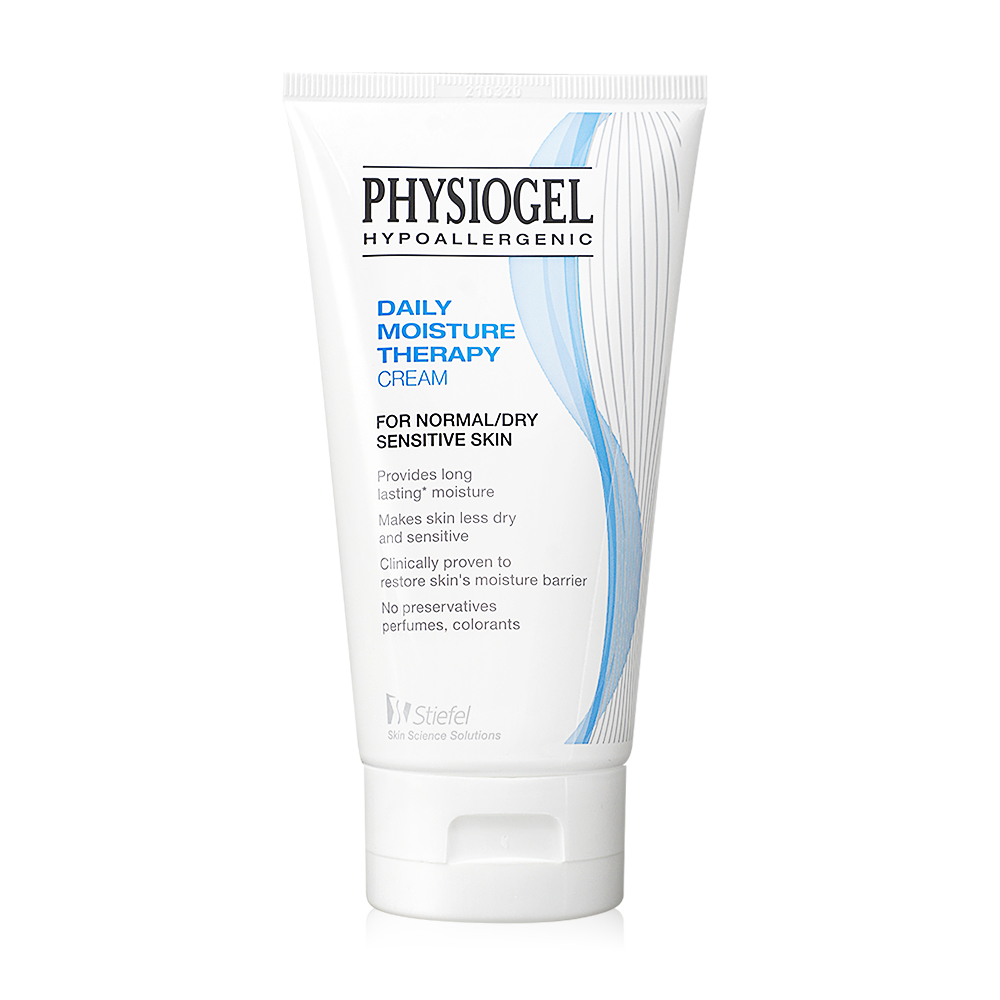 PHYSIOGEL
HYPOALLERGENIC
DAILY
MOISTURE
THERAPY
CREAM
FOR NORMAL/DRY
SENSITIVE SKIN
Provides long
lasting* moisture
Makes skin less dry
and sensitive
Clinically proven to
restore skin's moisture barrier
No preservatives
perfumes, colorants
Stiefel
Skin Science Solutions